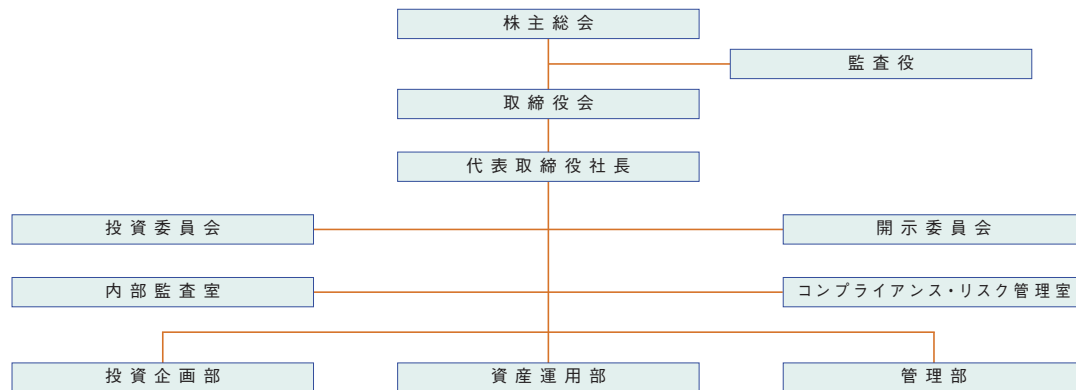 株主総会
監査役
取締役会
代表取締役社長
投資委員会
開示委員会
内部監査室
コンプライアンス・リスク管理室
投資企画部
資産運用部
管理部